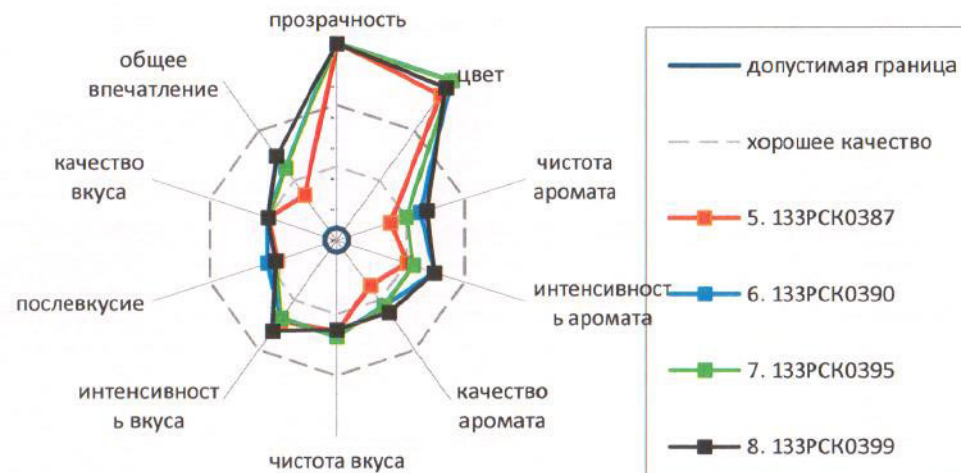 прозрачность
общее
впечатление
цвет
качество
вкуса
чистота
аромата
послевкусие
интенсивност
ь аромата
интенсивност
ь вкуса
качество
аромата
чистота вкуса
допустимая граница
хорошее качество
5. 133РСК0387
6. 133РСК0390
7. 133РСК0395
8. 133РСК0399